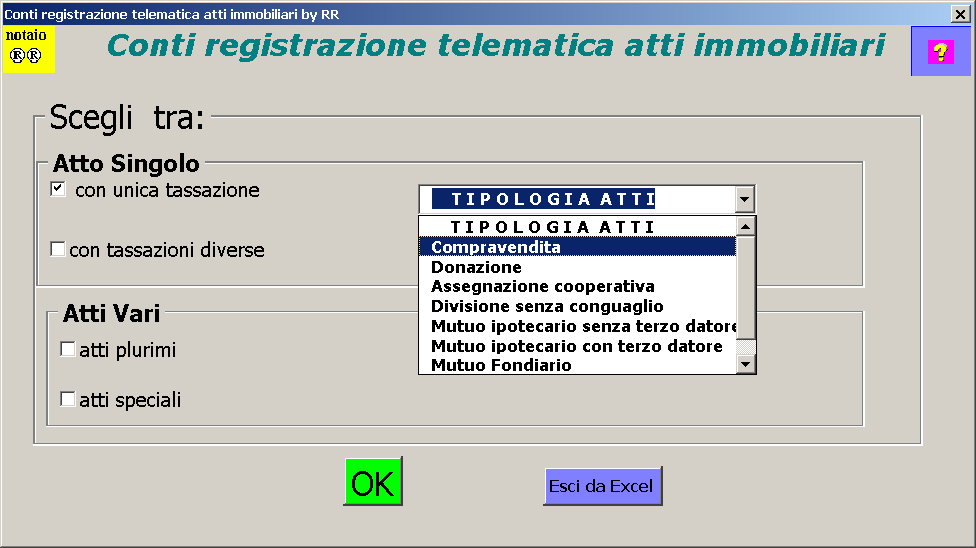 Conti registrazione telematica atti immobiliari by RR
notaio
®®
Conti registrazione telematica atti immobiliari
?
Scegli tra:
Atto Singolo
con unica tassazione
TIPOLOGIA ATTI
con tassazioni diverse
TIPOLOGIA ATTI
Compravendita
Donazione
Assegnazione cooperativa
Divisione senza conguaglio
Mutuo ipotecario senza terzo datore
Mutuo ipotecario con terzo datore
Mutuo Fondiario
Atti Vari
atti plurimi
atti speciali
OK
Esci da Excel